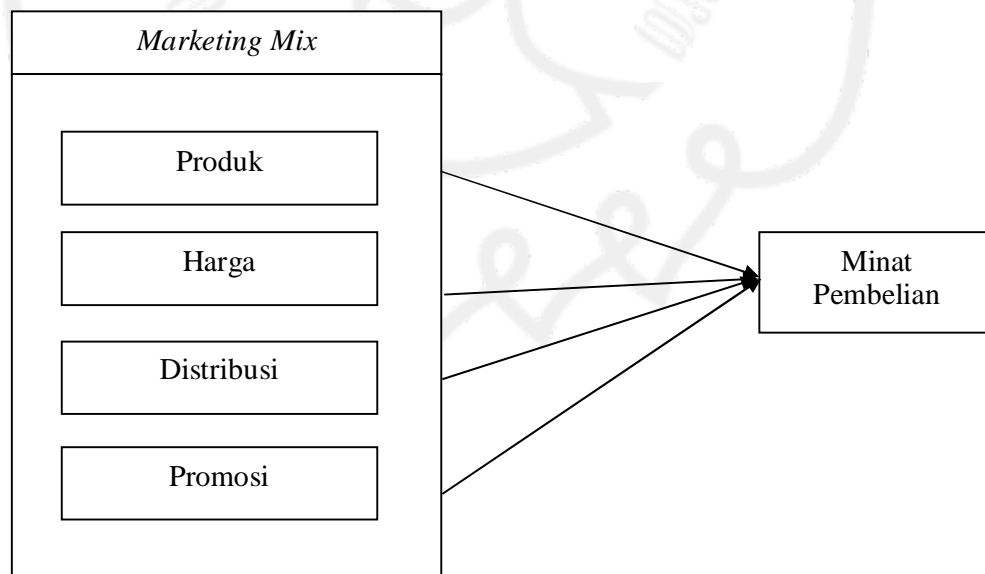 Marketing Mix
Produk
Harga
Distribusi
Promosi
Minat
Pembelian